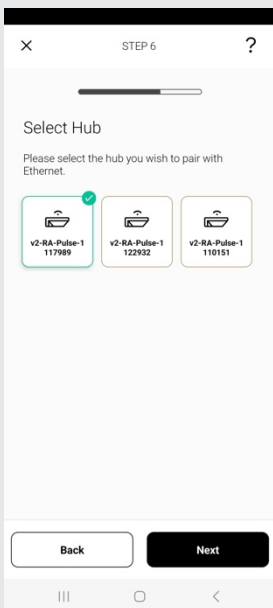 STEP 6
?
Select Hub
Please select the hub you wish to pair with
Ethernet.
v2-RA-Pulse-1
117989
v2-RA-Pulse-1
122932
v2-RA-Pulse-1
110151
Back
Next